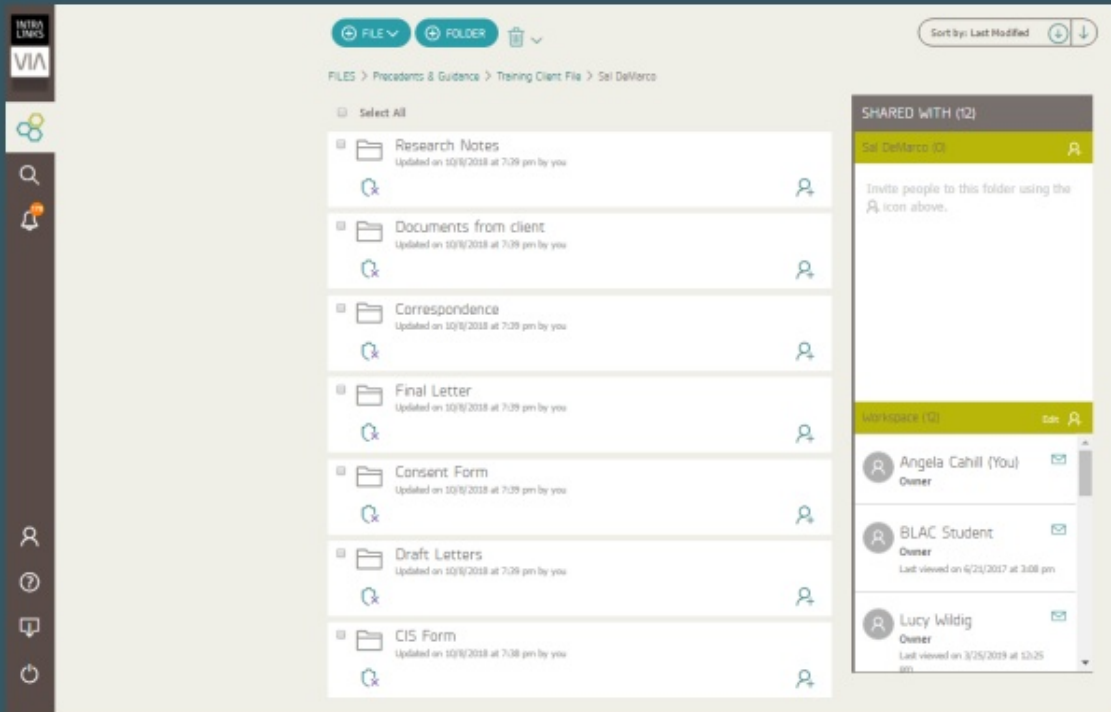 INTRA
LINKS
VIA
FILE
FOLDER
Sort by: Last Modified
FILES > Precedents & Guidance > Training Client File > Sal DeMarco
Select All
Research Notes
Updated on 10/8/2018 at 7:39 pm by you
Documents from client
Updated on 10/8/2018 at 7:39 pm by you
Correspondence
Updated on 10/8/2018 at 7:39 pm by you
Final Letter
Updated on 10/8/2018 at 7:39 pm by you
Consent Form
Updated on 10/8/2018 at 7:39 pm by you
Draft Letters
Updated on 10/8/2018 at 7:39 pm by you
CIS Form
Updated on 10/8/2018 at 7:38 pm by you
SHARED WITH (12)
Sal DeMarco (0)
Invite people to this folder using the
icon above.
Workspace (12) Edit
Angela Cahill (You)
Owner
BLAC Student
Owner
Last viewed on 6/21/2017 at 3:08 pm
Lucy Wildig
Owner
Last viewed on 3/25/2019 at 12:25
pm